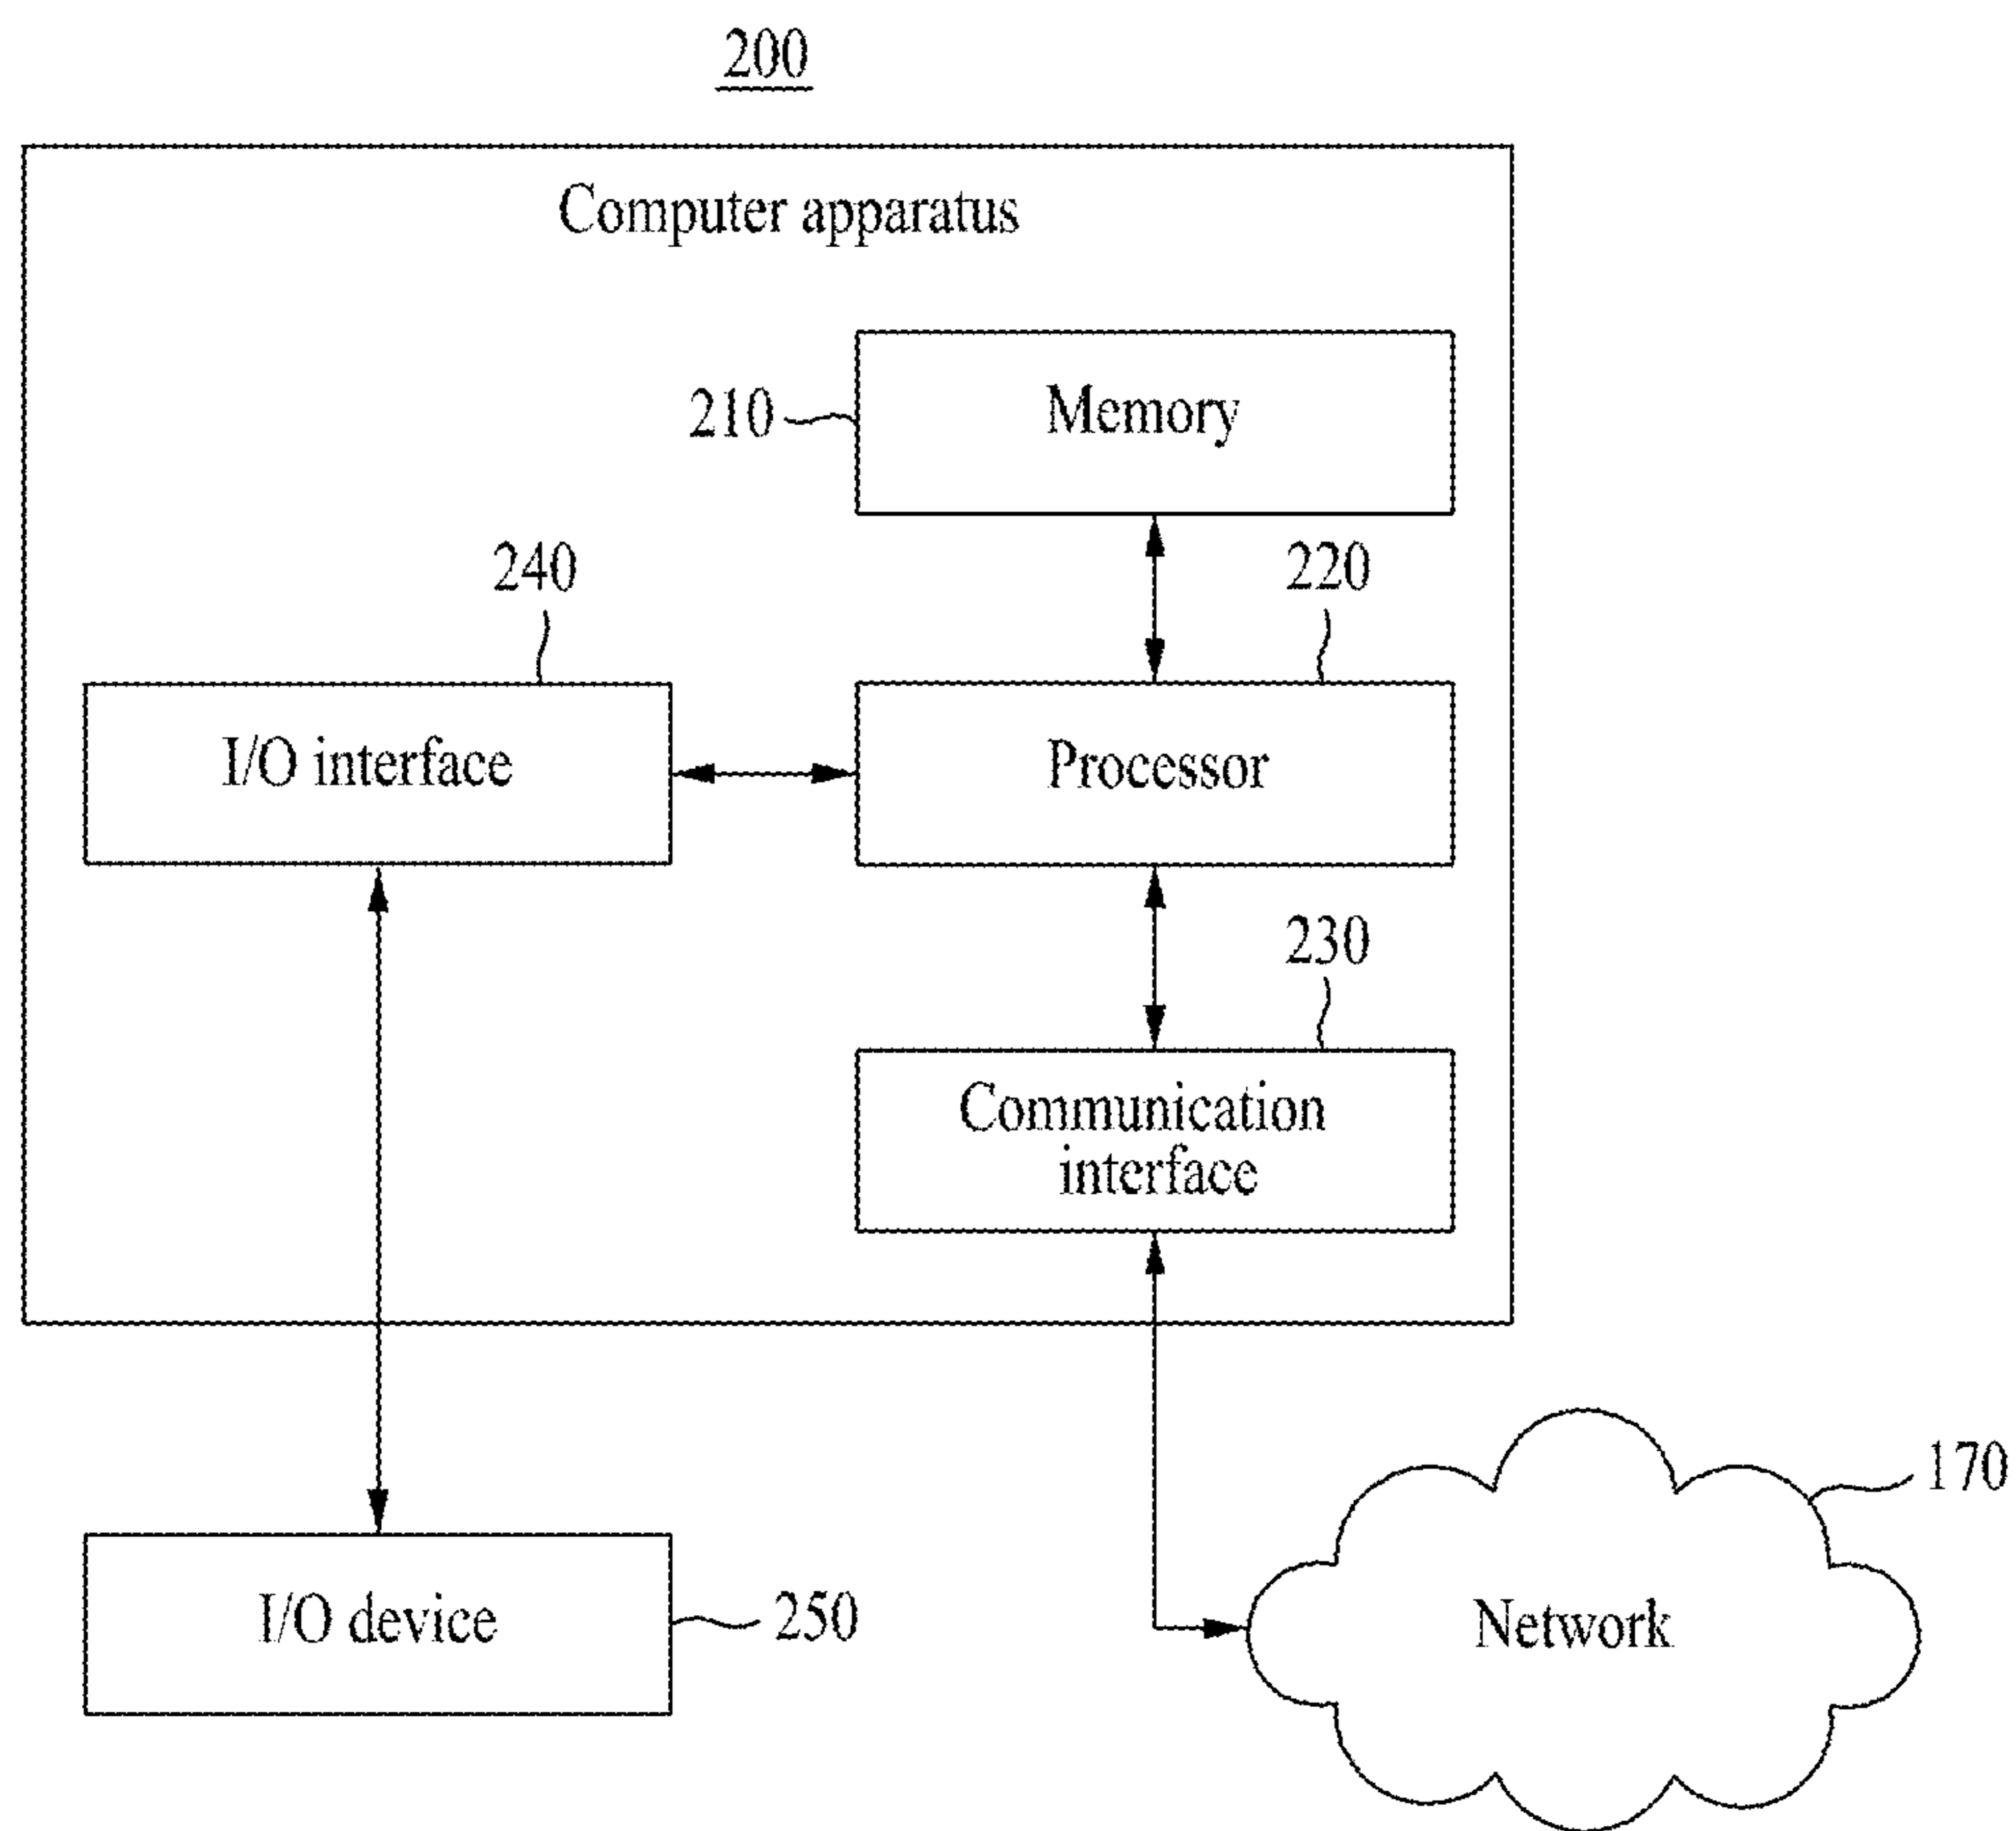 200
Computer apparatus
210
Memory
240
220
I/O interface
Processor
230
Communication
interface
170
I/O device
250
Network